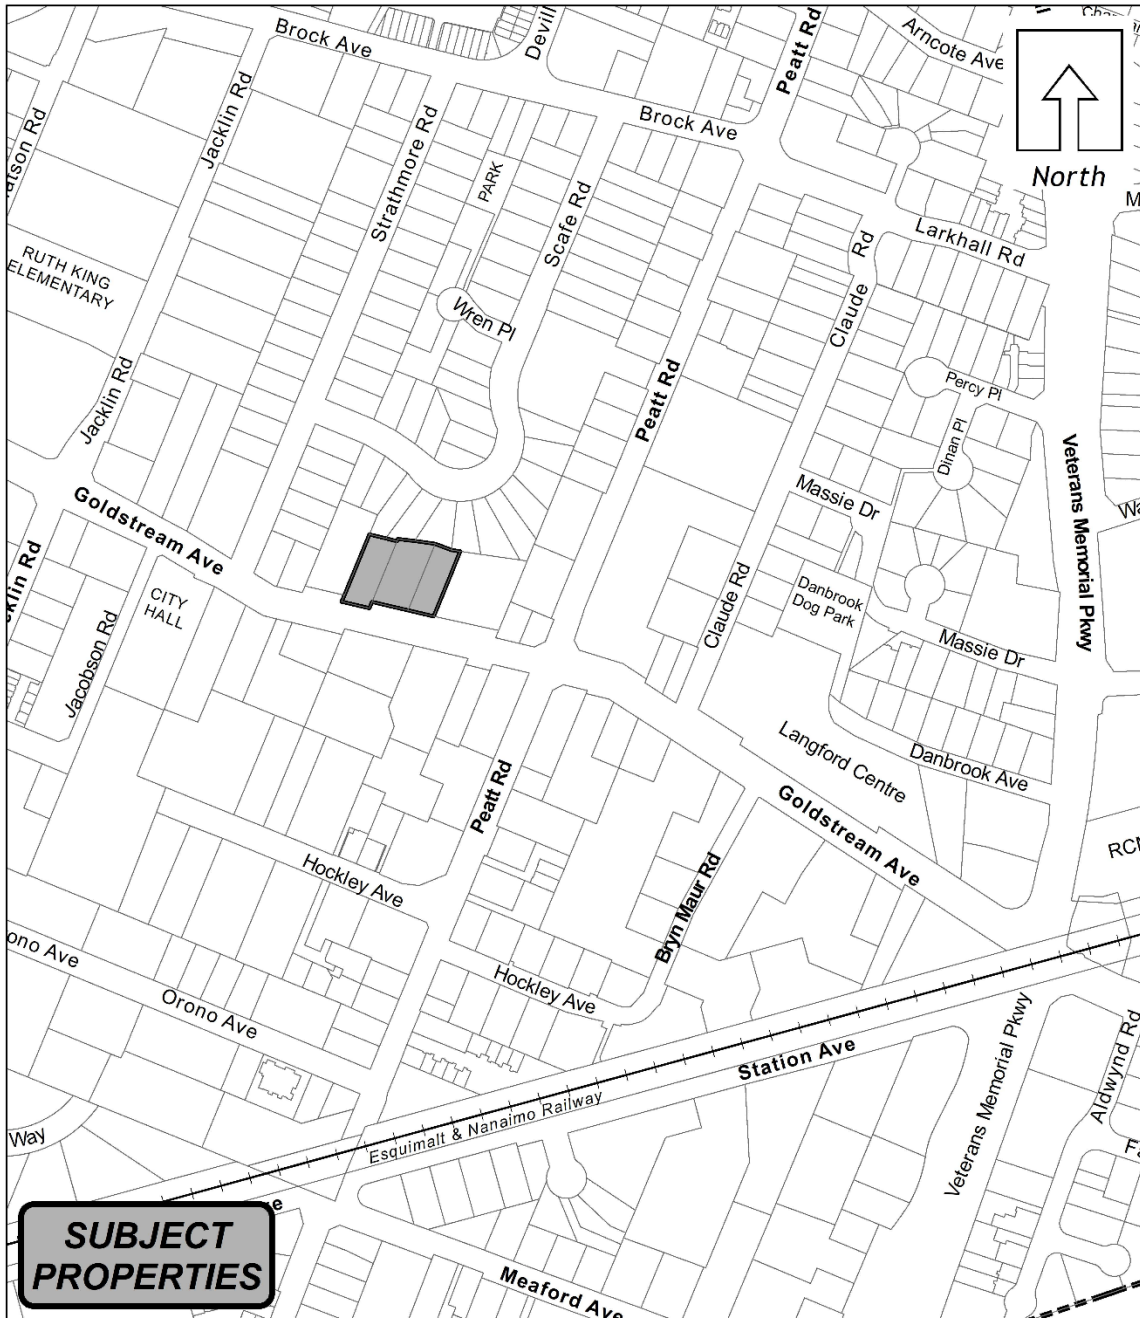 Brock Ave
Devill
Peatt Rd
Arncote Ave
North
Jacklin Rd
Strathmore Rd
PARK
Brock Ave
Scafe Rd
Claude Rd
Larkhall Rd
RUTH KING
ELEMENTARY
Wren Pl
Jacklin Rd
Peatt Rd
Percy Pl
Dinan Pl
Veterans Memorial Pkwy
Massie Dr
Goldstream Ave
CITY
HALL
Jacobson Rd
Danbrook
Dog Park
Claude Rd
Massie Dr
Langford Centre
Danbrook Ave
Peatt Rd
Goldstream Ave
Hockley Ave
Bryn Maur Rd
Hockley Ave
Orono Ave
Station Ave
Esquimalt & Nanaimo Railway
Veterans Memorial Pkwy
Aldwynd Rd
Way
SUBJECT
PROPERTIES
Meaford Ave